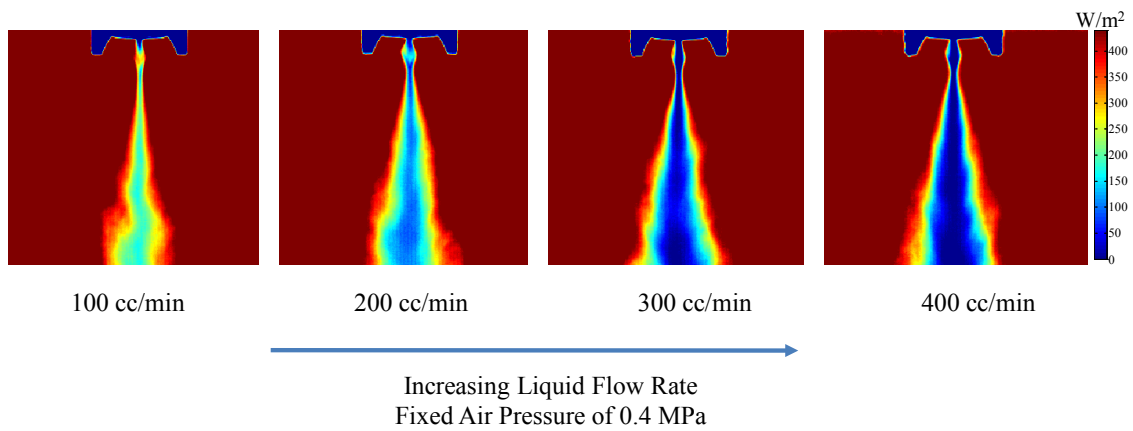 W/m²
400
350
300
250
200
150
100
50
0
100 cc/min
200 cc/min
300 cc/min
400 cc/min
Increasing Liquid Flow Rate
Fixed Air Pressure of 0.4 MPa